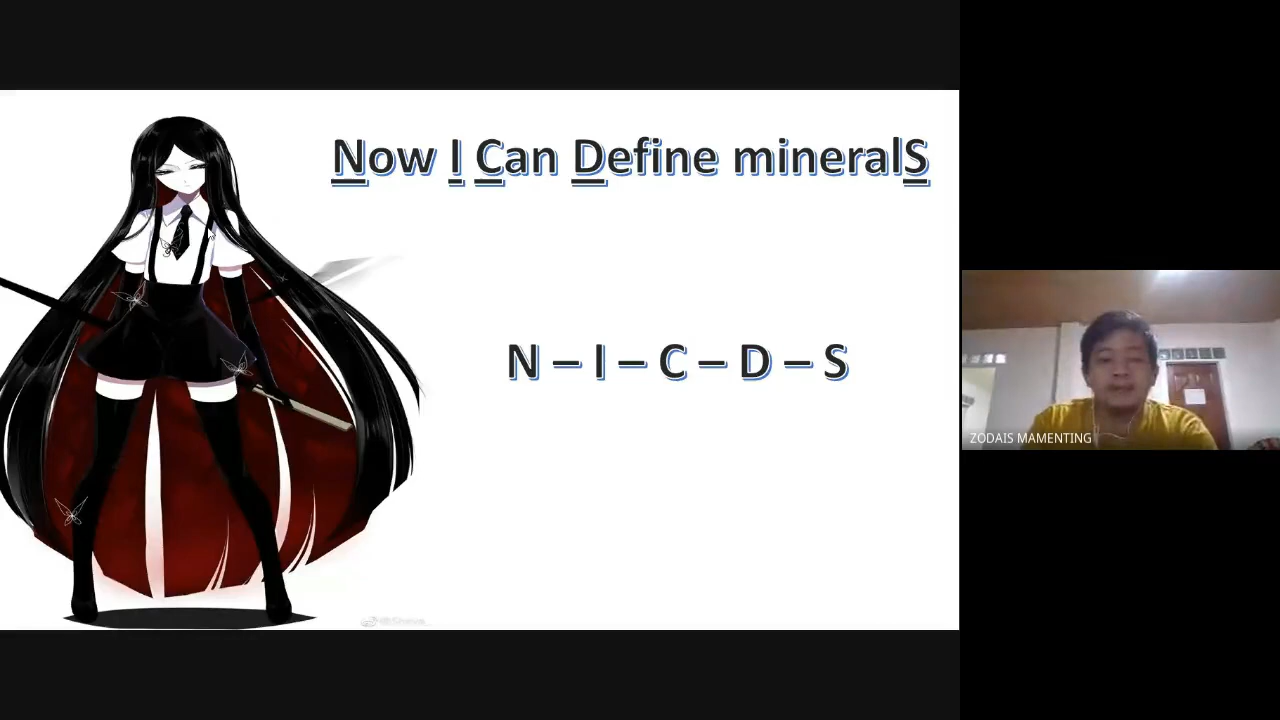 Now I Can Define mineralS
N – I – C – D – S
ZODAIS MAMENTING